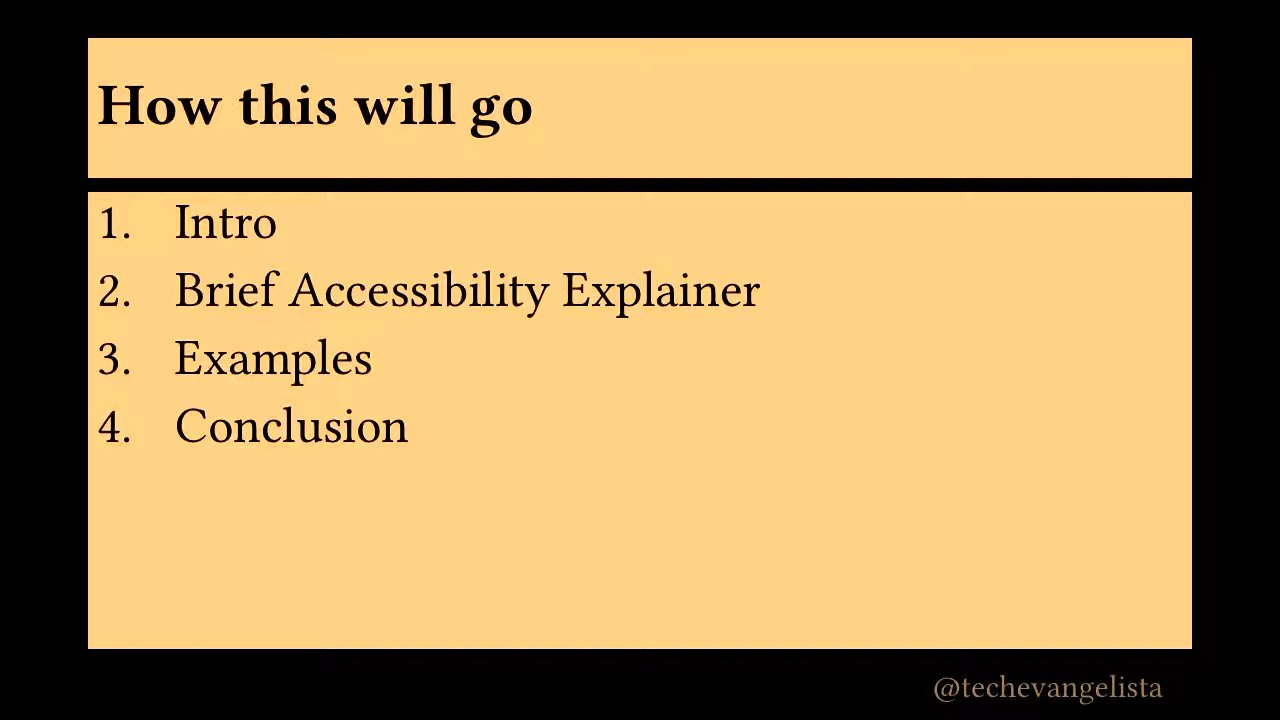 How this will go
1. Intro
2. Brief Accessibility Explainer
3. Examples
4. Conclusion
@techevangelista